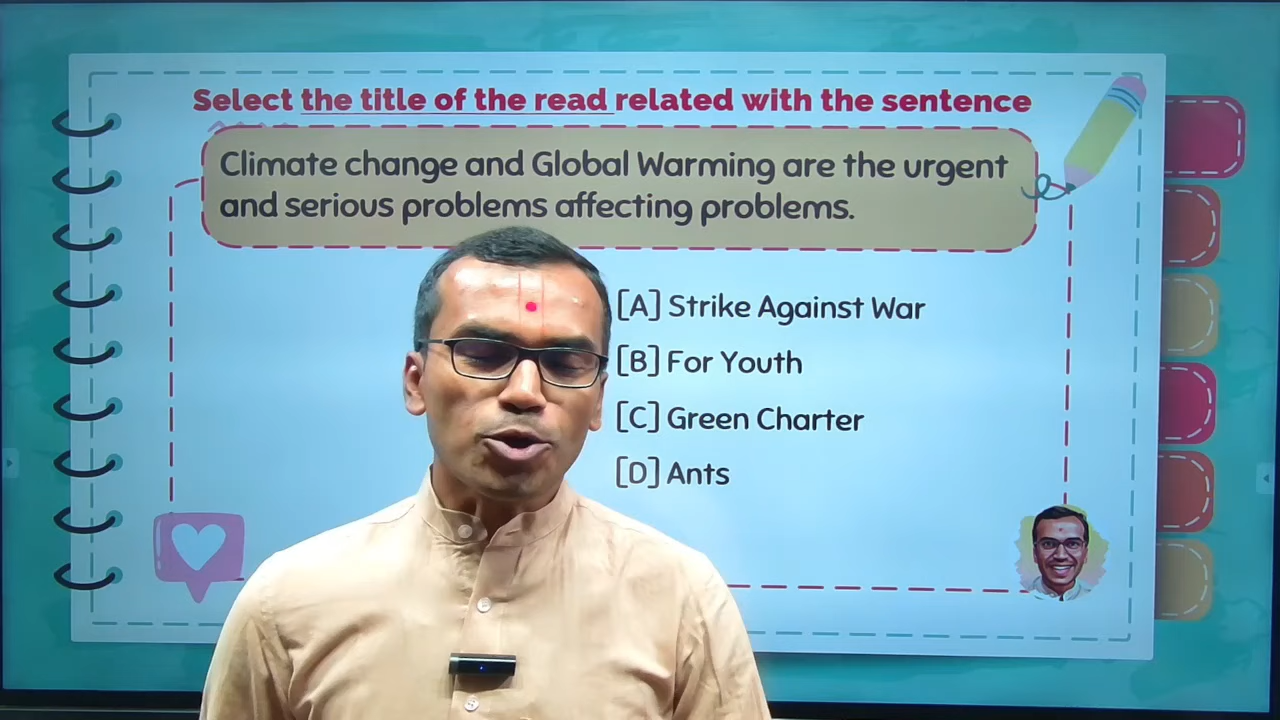 Select the title of the read related with the sentence
Climate change and Global Warming are the urgent
and serious problems affecting problems.
[A] Strike Against War
[B] For Youth
[C] Green Charter
[D] Ants